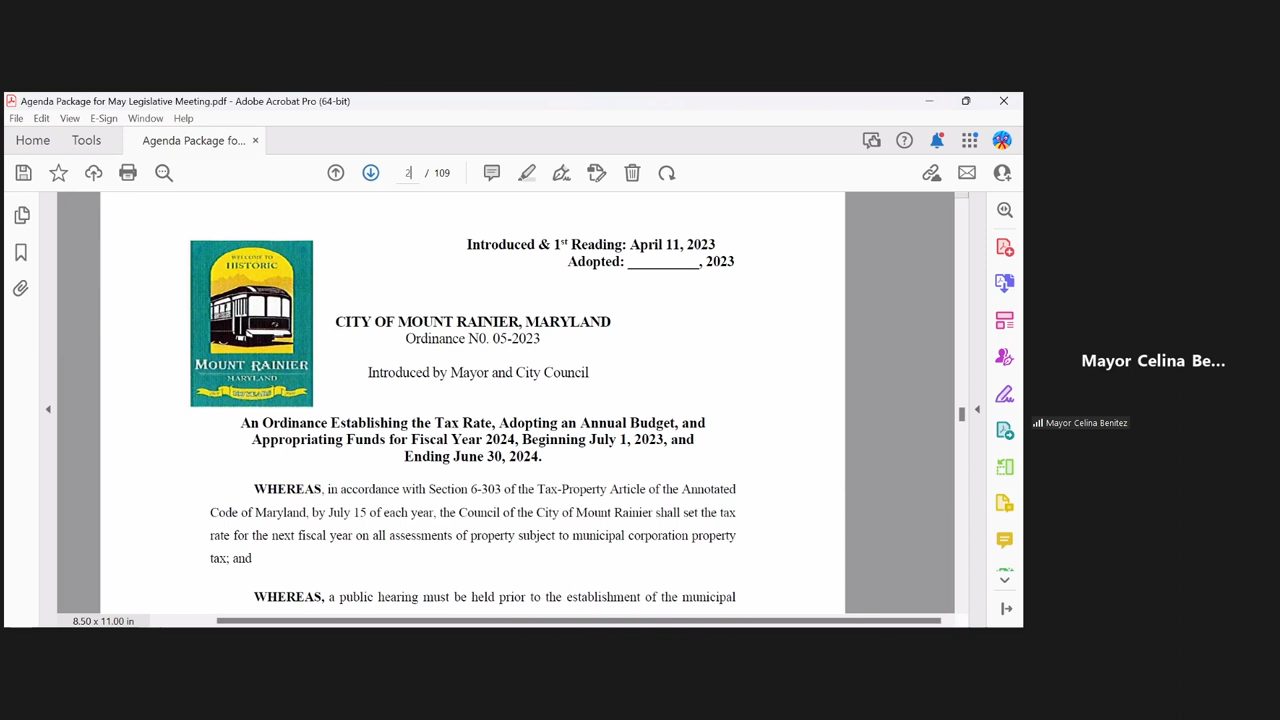 Agenda Package for May Legislative Meeting.pdf - Adobe Acrobat Pro (64-bit)
File Edit View E-Sign Window Help
Home Tools Agenda Package fo... ×
2 / 109
Introduced & 1st Reading: April 11, 2023
Adopted: __________, 2023
WELCOME TO
HISTORIC
MOUNT RAINIER
MARYLAND
CITY OF MOUNT RAINIER, MARYLAND
Ordinance N0. 05-2023
Introduced by Mayor and City Council
An Ordinance Establishing the Tax Rate, Adopting an Annual Budget, and
Appropriating Funds for Fiscal Year 2024, Beginning July 1, 2023, and
Ending June 30, 2024.
WHEREAS, in accordance with Section 6-303 of the Tax-Property Article of the Annotated
Code of Maryland, by July 15 of each year, the Council of the City of Mount Rainier shall set the tax
rate for the next fiscal year on all assessments of property subject to municipal corporation property
tax; and
WHEREAS, a public hearing must be held prior to the establishment of the municipal
8.50 x 11.00 in
Mayor Celina Be...
Mayor Celina Benitez